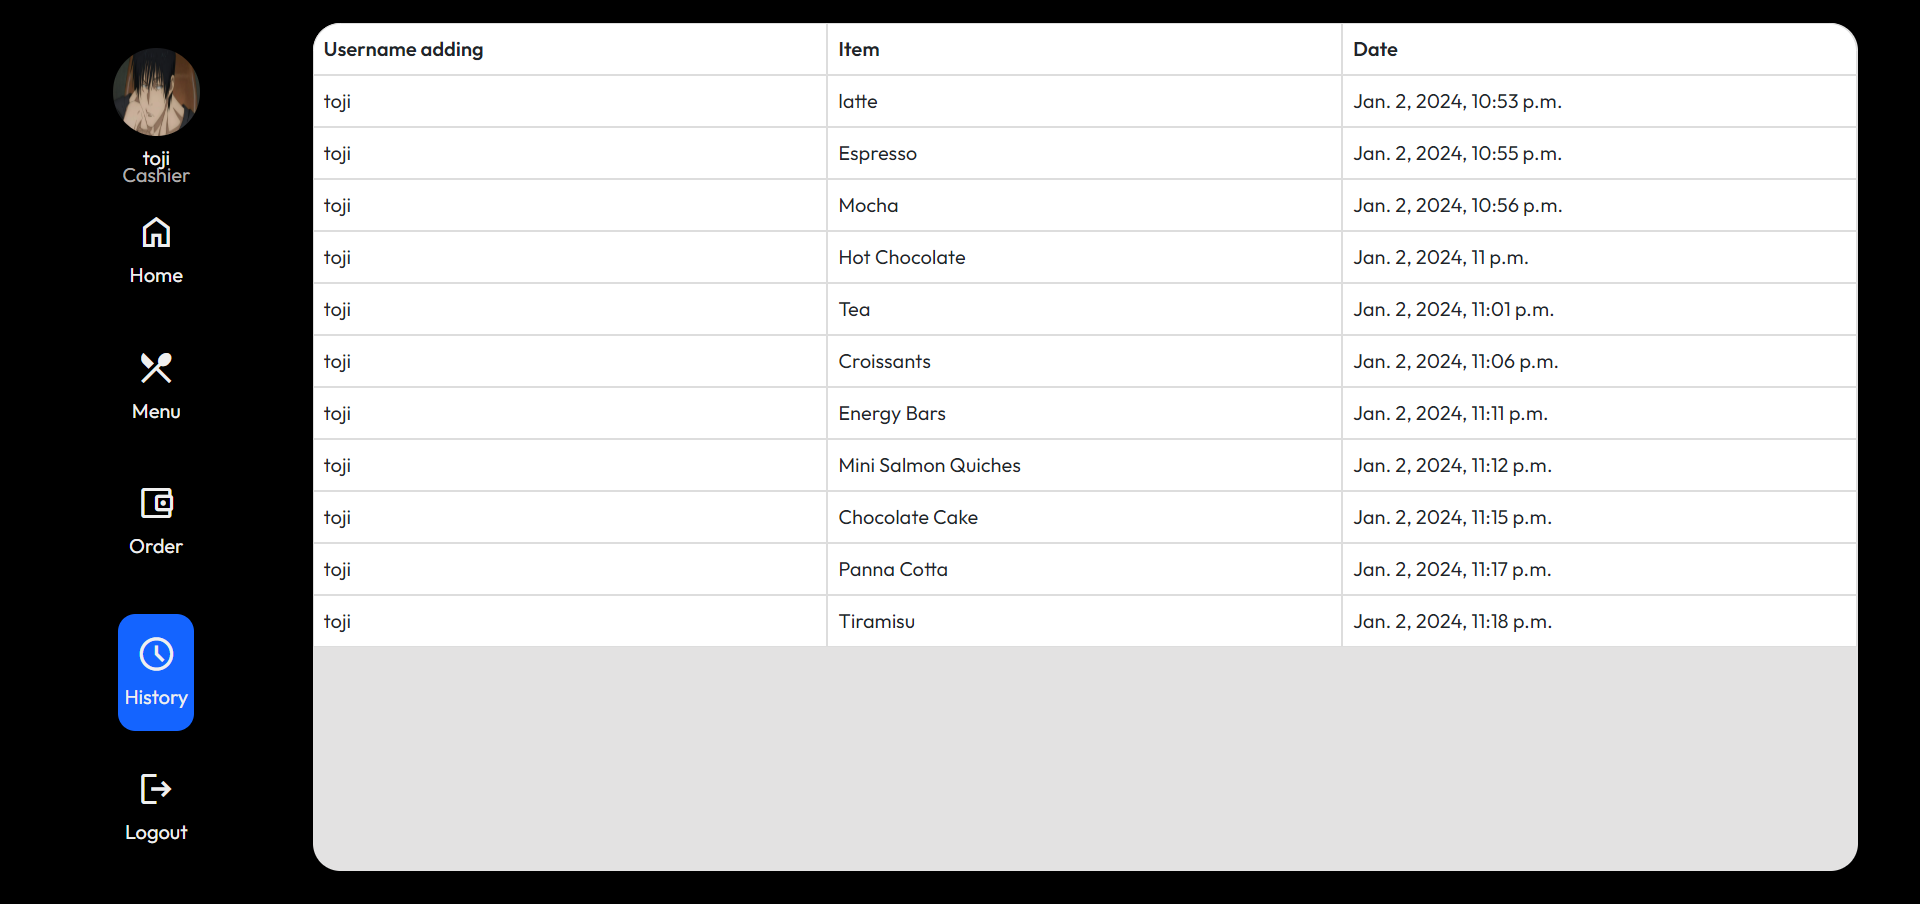 toji
Cashier
Home
Menu
Order
History
Logout
Username adding Item Date
toji latte Jan. 2, 2024, 10:53 p.m.
toji Espresso Jan. 2, 2024, 10:55 p.m.
toji Mocha Jan. 2, 2024, 10:56 p.m.
toji Hot Chocolate Jan. 2, 2024, 11 p.m.
toji Tea Jan. 2, 2024, 11:01 p.m.
toji Croissants Jan. 2, 2024, 11:06 p.m.
toji Energy Bars Jan. 2, 2024, 11:11 p.m.
toji Mini Salmon Quiches Jan. 2, 2024, 11:12 p.m.
toji Chocolate Cake Jan. 2, 2024, 11:15 p.m.
toji Panna Cotta Jan. 2, 2024, 11:17 p.m.
toji Tiramisu Jan. 2, 2024, 11:18 p.m.